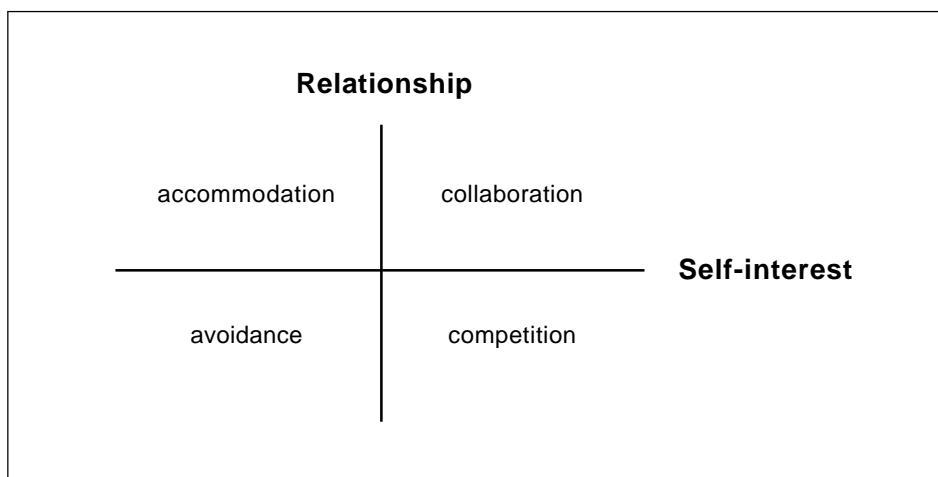 Relationship
accommodation collaboration
Self-interest
avoidance competition